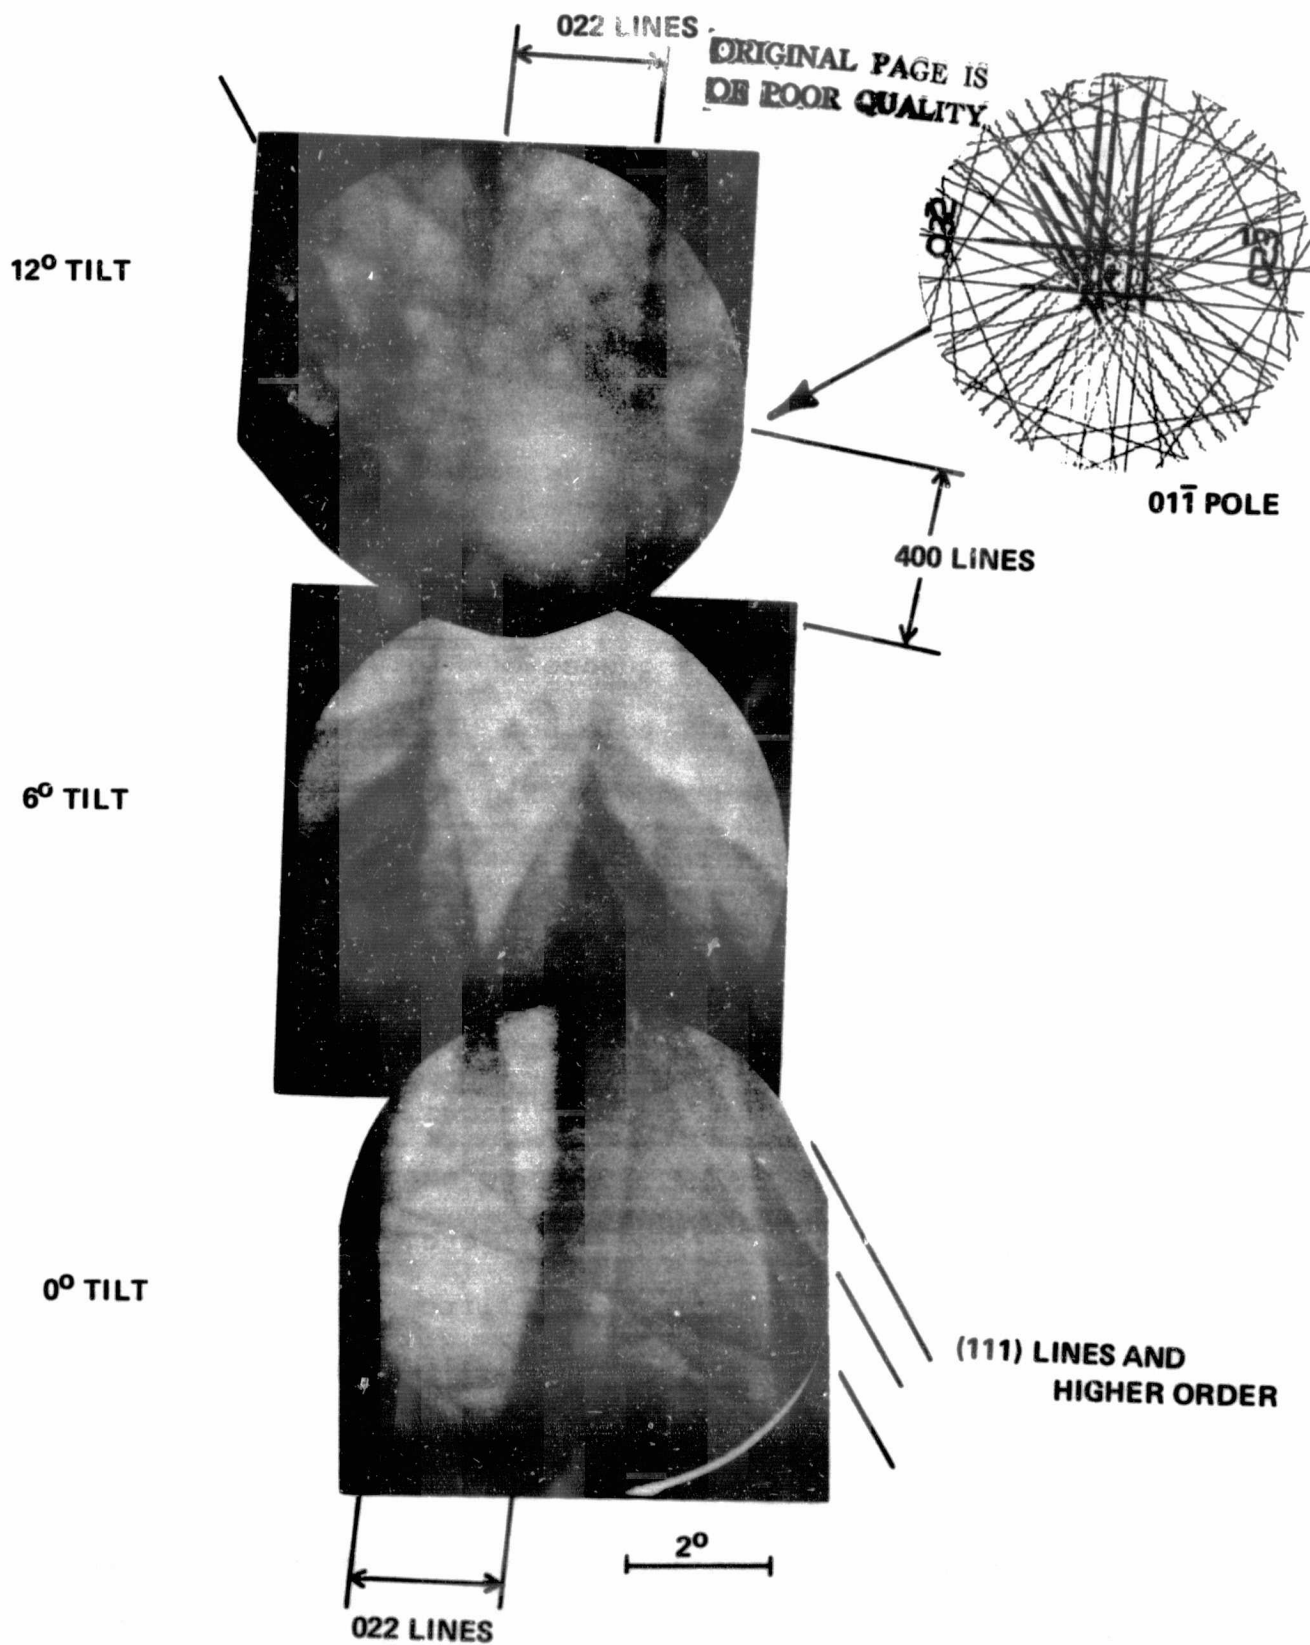 022 LINES
ORIGINAL PAGE IS
OF POOR QUALITY
12° TILT
022
01̄1̄ POLE
400 LINES
6° TILT
0° TILT
(111) LINES AND
HIGHER ORDER
2°
022 LINES